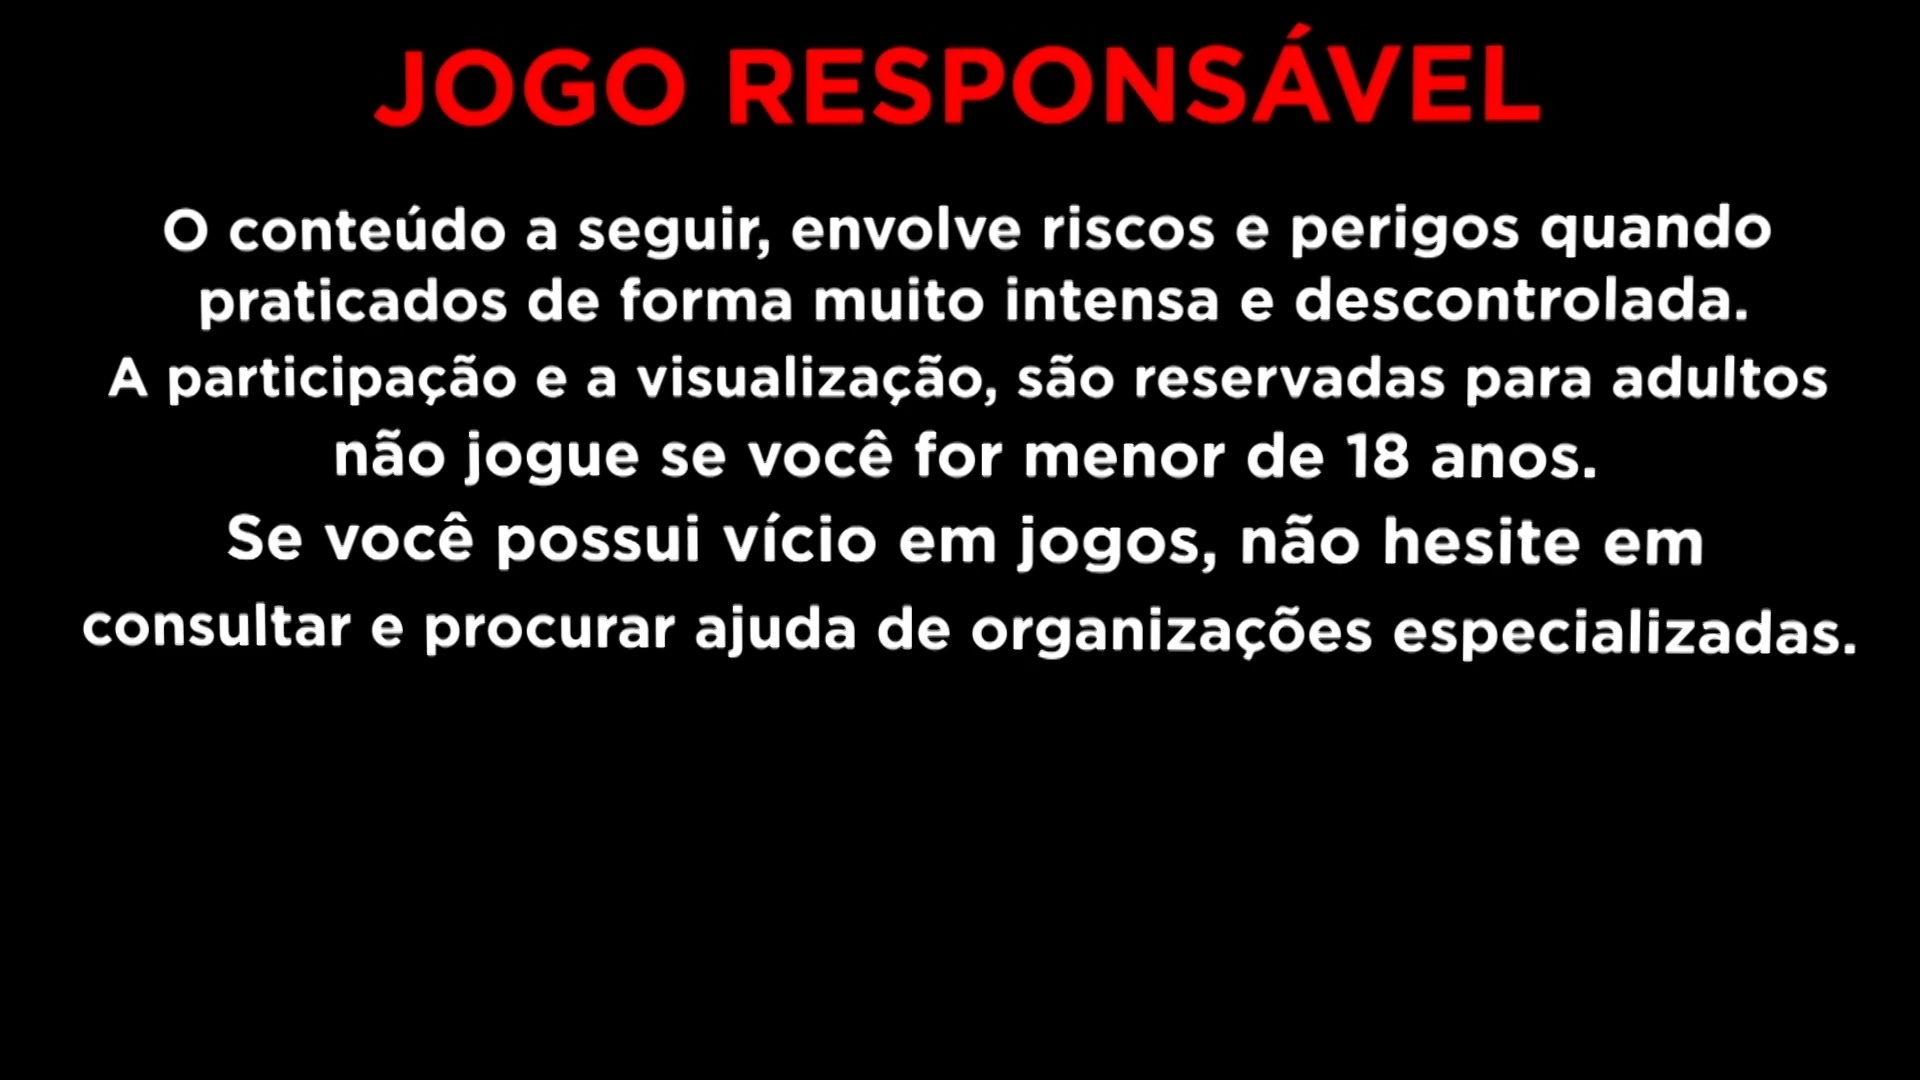 JOGO RESPONSÁVEL
O conteúdo a seguir, envolve riscos e perigos quando
praticados de forma muito intensa e descontrolada.
A participação e a visualização, são reservadas para adultos
não jogue se você for menor de 18 anos.
Se você possui vício em jogos, não hesite em
consultar e procurar ajuda de organizações especializadas.